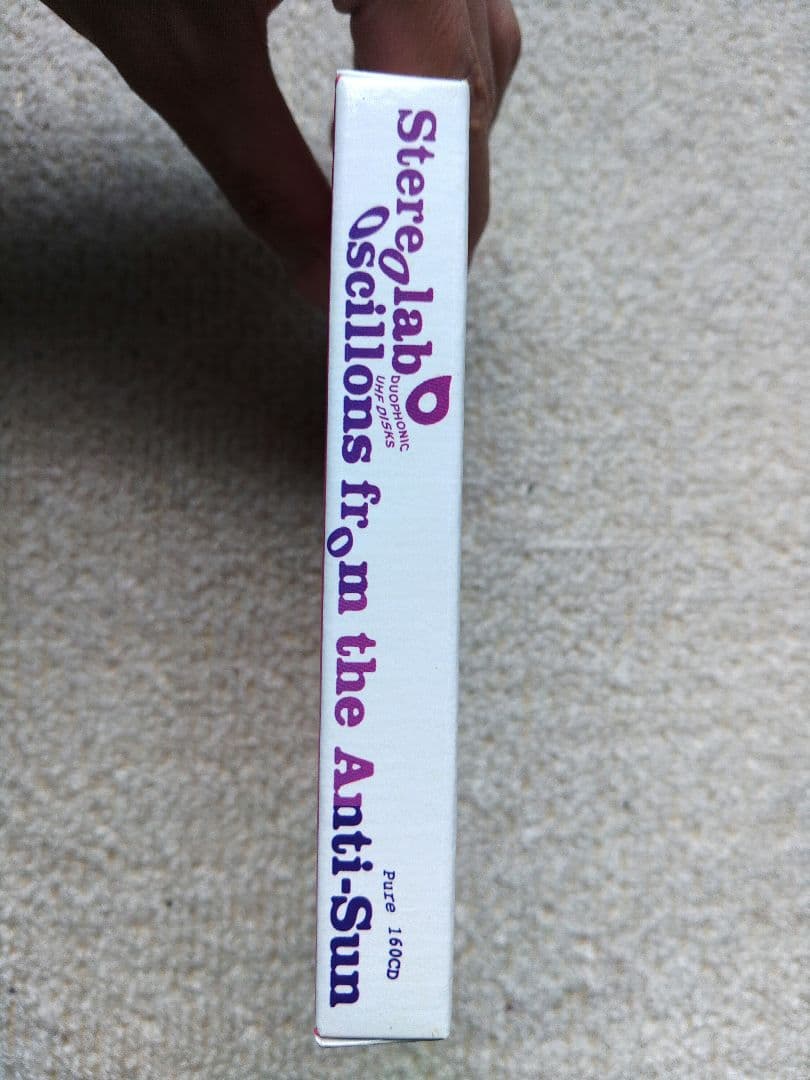 Stereolab
DUOPHONIC
UHF DISKS
Oscillons from the Anti-Sun
Pure 160CD